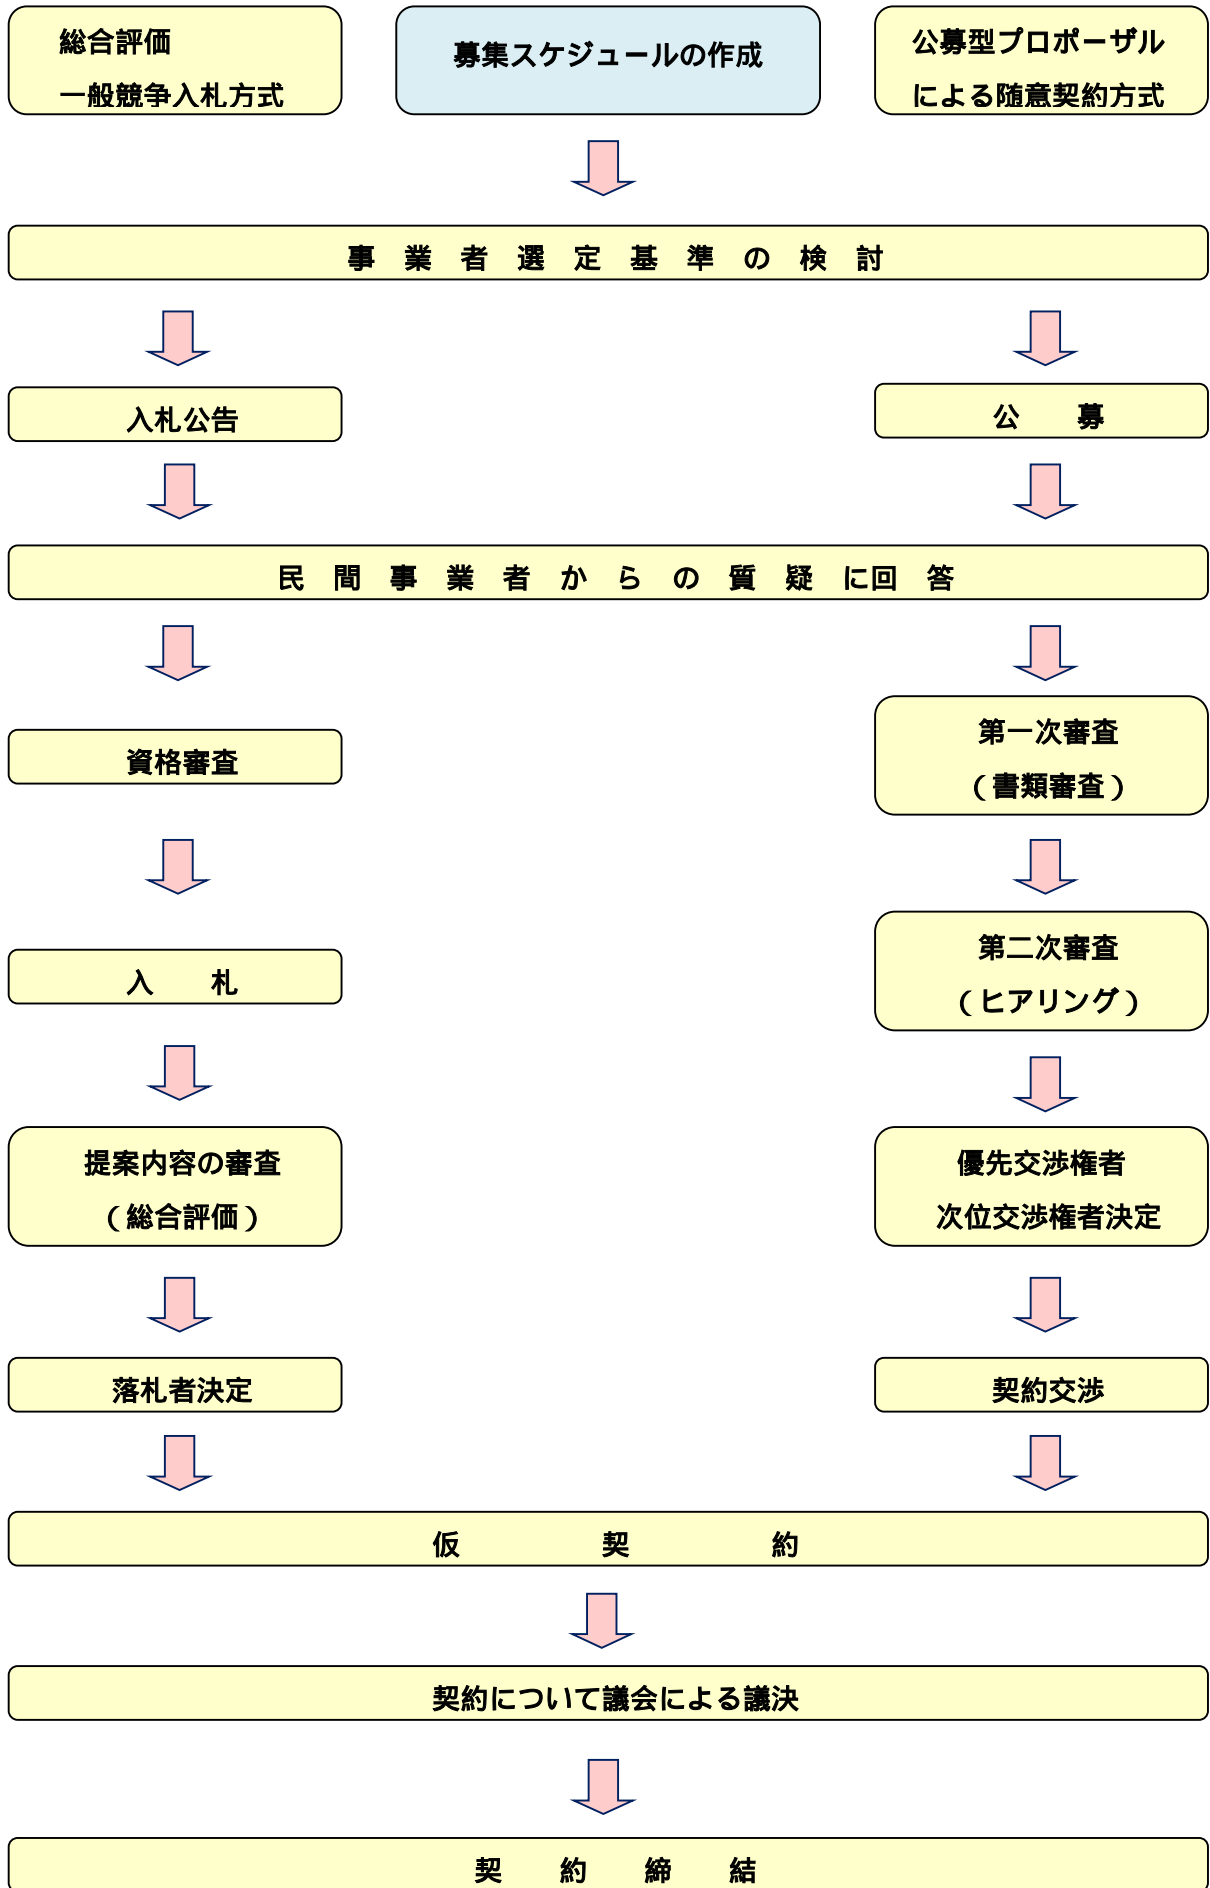 総合評価
一般競争入札方式
募集スケジュールの作成
公募型プロポーザル
による随意契約方式
事　業　者　選　定　基　準　の　検　討
入札公告
公　　募
民　間　事　業　者　か　ら　の　質　疑　に回　答
資格審査
第一次審査
（書類審査）
入　　札
第二次審査
（ヒアリング）
提案内容の審査
（総合評価）
優先交渉権者
次位交渉権者決定
落札者決定
契約交渉
仮　　　　　契　　　　　約
契約について議会による議決
契　　約　　締　　結